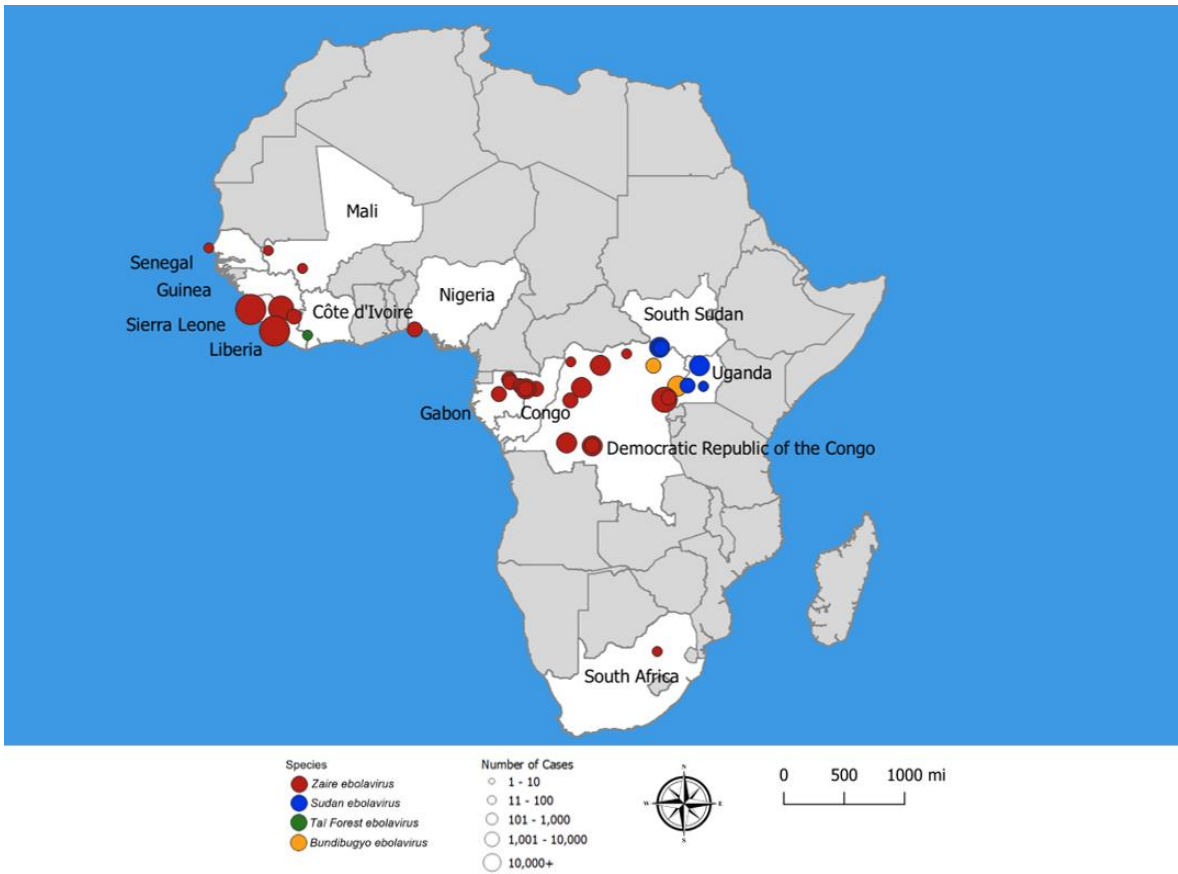 Mali
Senegal
Guinea
Nigeria
Côte d'Ivoire
South Sudan
Sierra Leone
Liberia
Uganda
Gabon
Congo
Democratic Republic of the Congo
South Africa
Species
Zaire ebolavirus
Sudan ebolavirus
Taï Forest ebolavirus
Bundibugyo ebolavirus
Number of Cases
1 - 10
11 - 100
101 - 1,000
1,001 - 10,000
10,000+
N
W
E
S
0 500 1000 mi